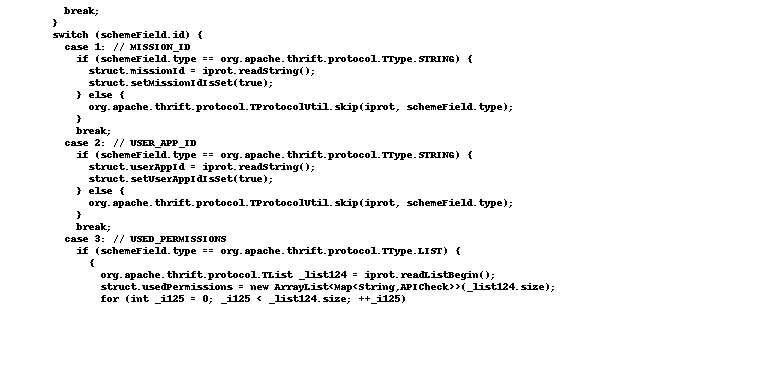 break;
}
switch (schemeField.id) {
case 1: // MISSION_ID
if (schemeField.type == org.apache.thrift.protocol.TType.STRING) {
struct.missionId = iprot.readString();
struct.setMissionIdIsSet(true);
} else {
org.apache.thrift.protocol.TProtocolUtil.skip(iprot, schemeField.type);
}
break;
case 2: // USER_APP_ID
if (schemeField.type == org.apache.thrift.protocol.TType.STRING) {
struct.userAppId = iprot.readString();
struct.setUserAppIdIsSet(true);
} else {
org.apache.thrift.protocol.TProtocolUtil.skip(iprot, schemeField.type);
}
break;
case 3: // USED_PERMISSIONS
if (schemeField.type == org.apache.thrift.protocol.TType.LIST) {
{
org.apache.thrift.protocol.TList _list124 = iprot.readListBegin();
struct.usedPermissions = new ArrayList<Map<String,APICheck>>(_list124.size);
for (int _i125 = 0; _i125 < _list124.size; ++_i125)